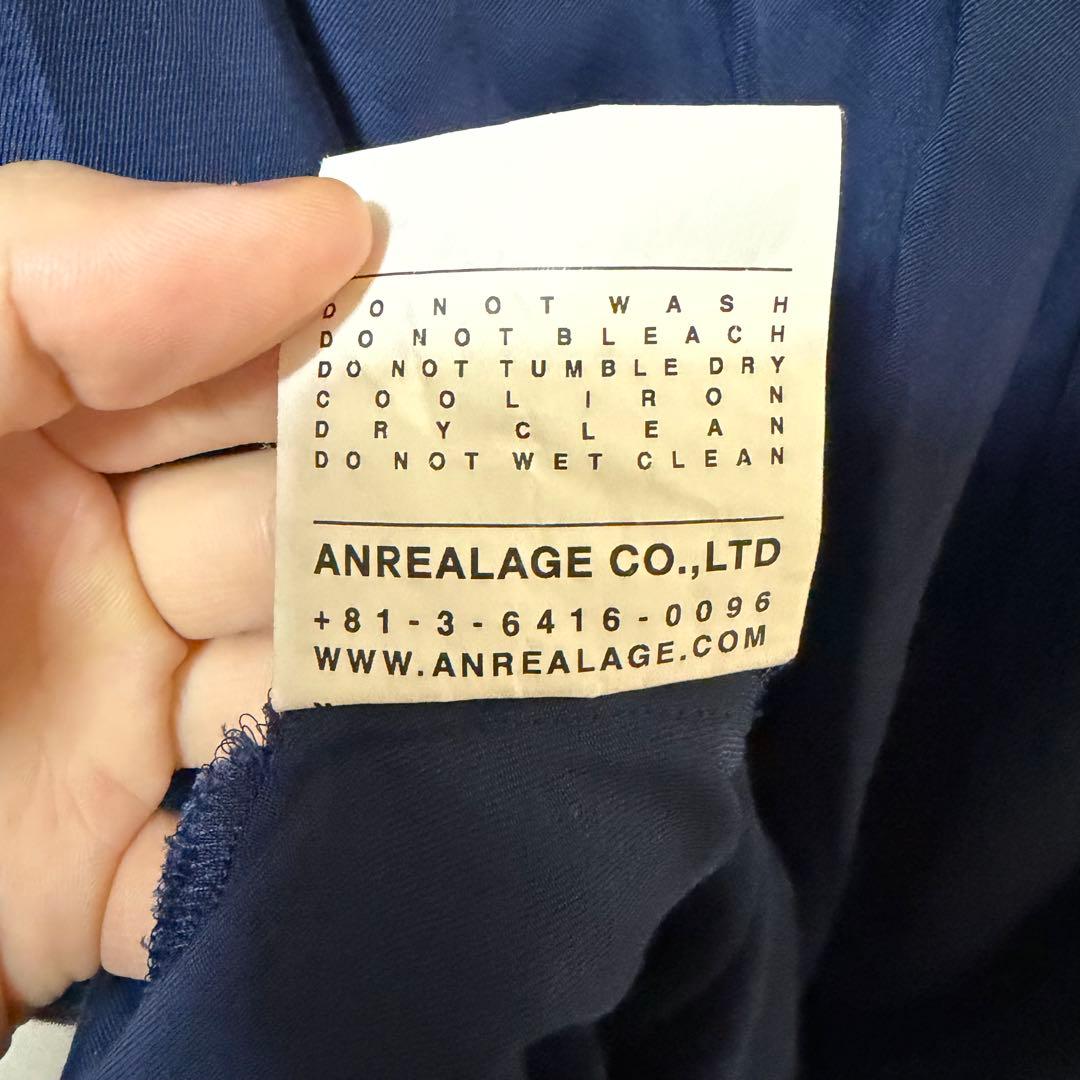 DO NOT WASH
DO NOT BLEACH
DO NOT TUMBLE DRY
COOL IRON
DRY CLEAN
DO NOT WET CLEAN
ANREALAGE CO.,LTD
+81-3-6416-0096
WWW.ANREALAGE.COM